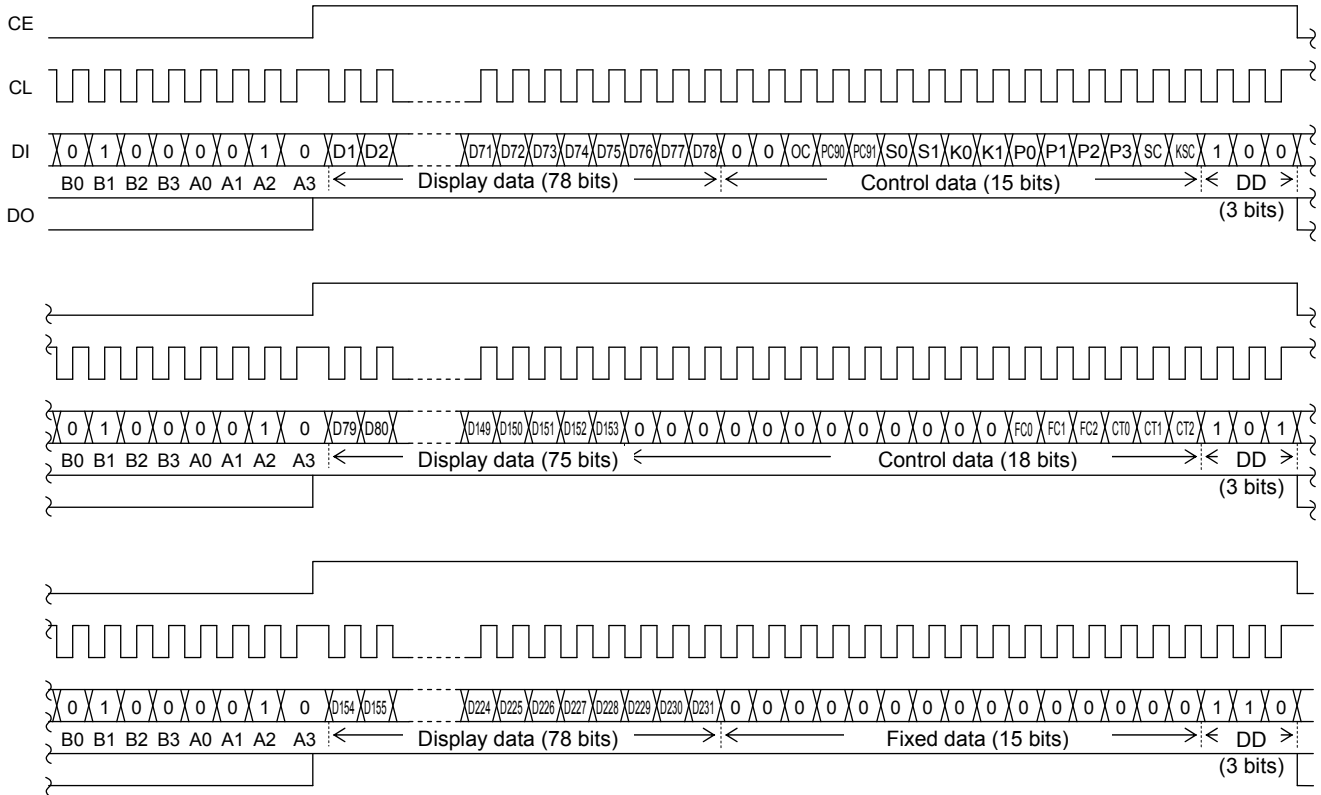 CE
CL
DI 0 1 0 0 0 0 1 0 D1 D2 D71 D72 D73 D74 D75 D76 D77 D78 0 0 OC PC90 PC91 S0 S1 K0 K1 P0 P1 P2 P3 SC KSC 1 0 0
B0 B1 B2 B3 A0 A1 A2 A3 Display data (78 bits) Control data (15 bits) DD
DO (3 bits)
0 1 0 0 0 0 1 0 D79 D80 D149 D150 D151 D152 D153 0 0 0 0 0 0 0 0 0 0 0 0 FC0 FC1 FC2 CT0 CT1 CT2 1 0 1
B0 B1 B2 B3 A0 A1 A2 A3 Display data (75 bits) Control data (18 bits) DD
(3 bits)
0 1 0 0 0 0 1 0 D154 D155 D224 D225 D226 D227 D228 D229 D230 D231 0 0 0 0 0 0 0 0 0 0 0 0 0 0 0 1 1 0
B0 B1 B2 B3 A0 A1 A2 A3 Display data (78 bits) Fixed data (15 bits) DD
(3 bits)